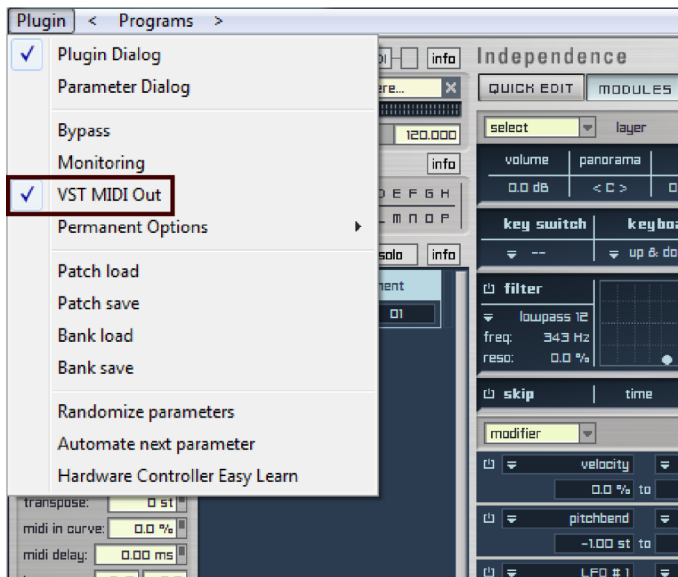 Plugin < Programs >
Plugin Dialog
Parameter Dialog
Bypass
Monitoring
VST MIDI Out
Permanent Options
Patch load
Patch save
Bank load
Bank save
Randomize parameters
Automate next parameter
Hardware Controller Easy Learn
info
ere... X
120.000
info
D E F G H
L M N O P
solo info
01
transpose: 0 st
midi in curve: 0.0 %
midi delay: 0.00 ms
Independence
QUICK EDIT MODULES
select layer
volume panorama
0.0 dB < C >
key switch
-- up &
filter
lowpass 12
freq: 343 Hz
reso: 0.0 %
skip time
modifier
velocity
0.0 % to
pitchbend
-1.00 st to
LFO # 1